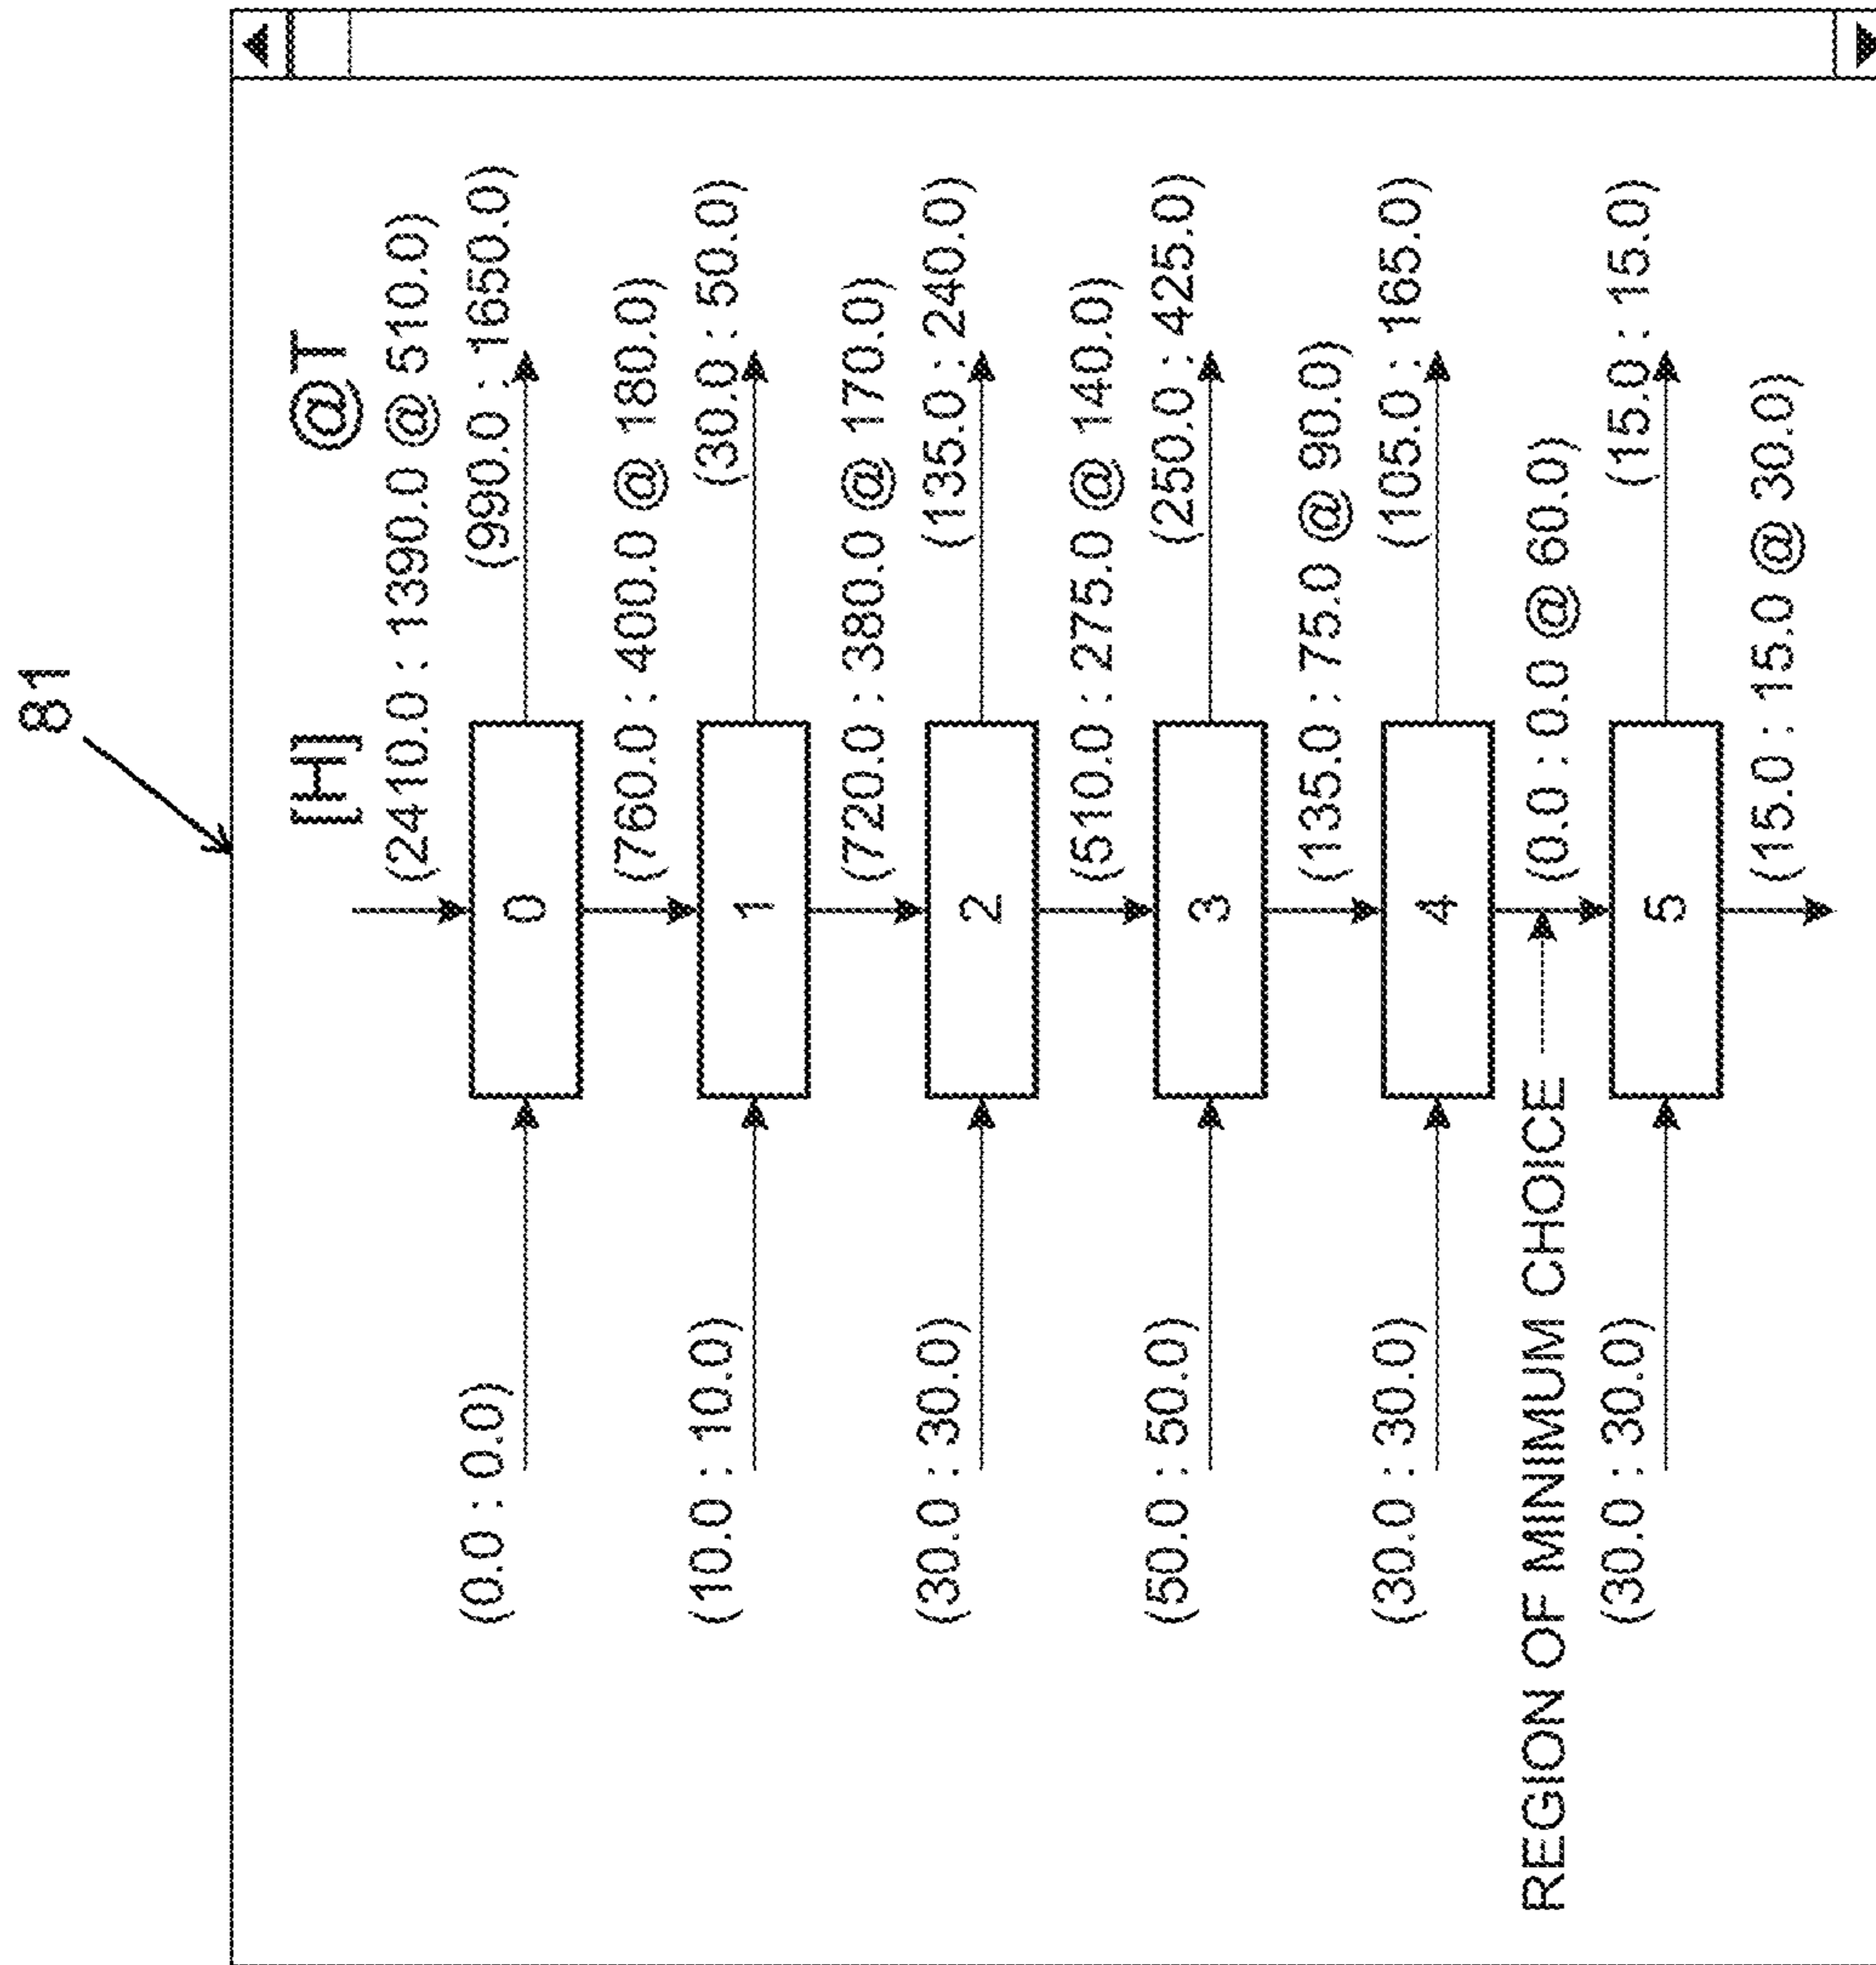 81
[H] @T
(2410.0 : 1390.0 @ 510.0)
(0.0 : 0.0) 0 (990.0 : 1650.0)
(760.0 : 400.0 @ 180.0)
(10.0 : 10.0) 1 (30.0 : 50.0)
(720.0 : 380.0 @ 170.0)
(30.0 : 30.0) 2 (135.0 : 240.0)
(510.0 : 275.0 @ 140.0)
(50.0 : 50.0) 3 (250.0 : 425.0)
(135.0 : 75.0 @ 90.0)
(30.0 : 30.0) 4 (105.0 : 165.0)
REGION OF MINIMUM CHOICE (0.0 : 0.0 @ 60.0)
(30.0 : 30.0) 5 (15.0 : 15.0)
(15.0 : 15.0 @ 30.0)